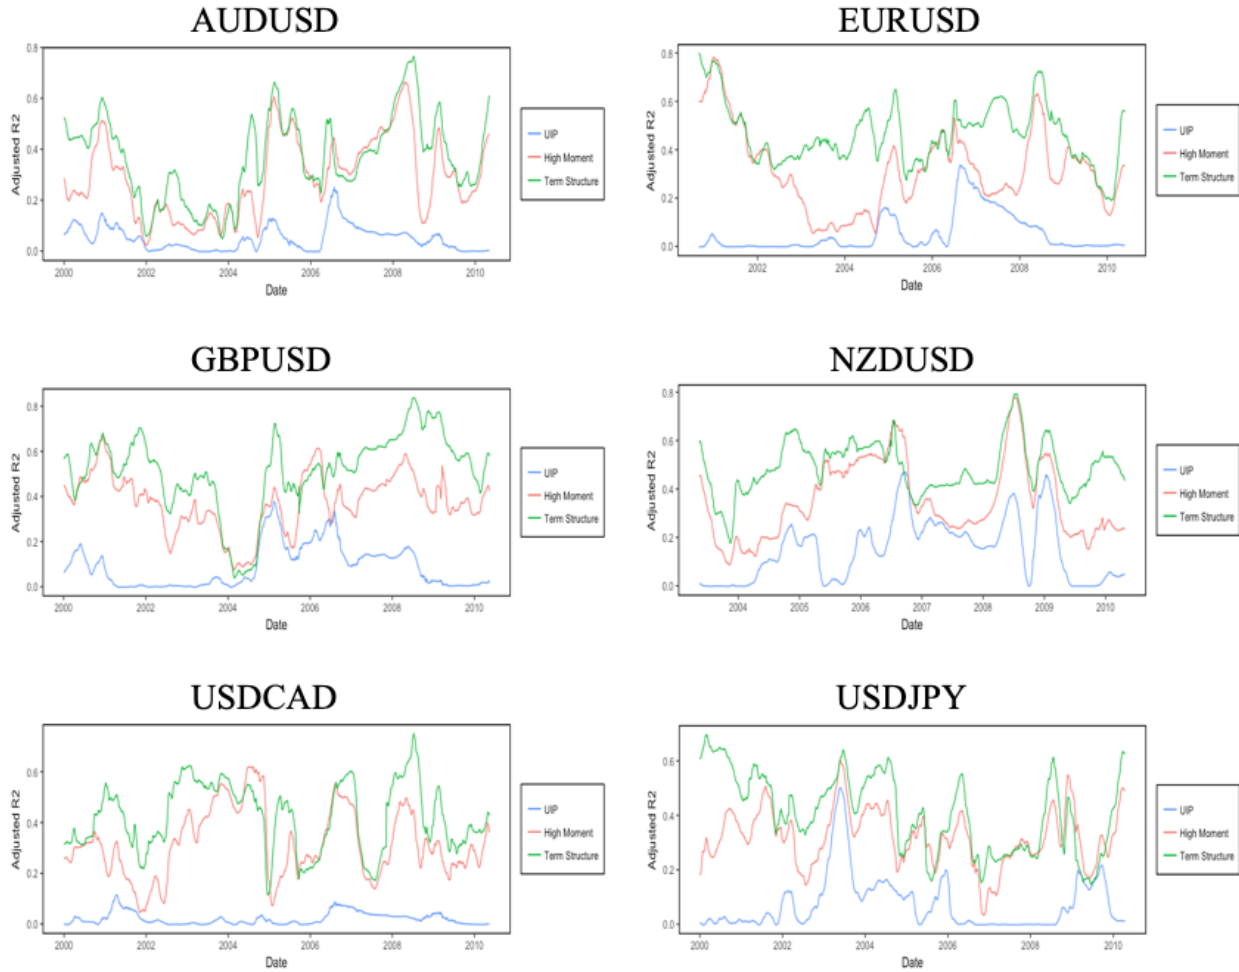 AUDUSD
Adjusted R2
0.8
0.6
0.4
0.2
0.0
2000 2002 2004 2006 2008 2010
Date
UIP
High Moment
Term Structure
EURUSD
Adjusted R2
0.8
0.6
0.4
0.2
0.0
2002 2004 2006 2008 2010
Date
UIP
High Moment
Term Structure
GBPUSD
Adjusted R2
0.8
0.6
0.4
0.2
0.0
2000 2002 2004 2006 2008 2010
Date
UIP
High Moment
Term Structure
NZDUSD
Adjusted R2
0.8
0.6
0.4
0.2
0.0
2004 2005 2006 2007 2008 2009 2010
Date
UIP
High Moment
Term Structure
USDCAD
Adjusted R2
0.6
0.4
0.2
0.0
2000 2002 2004 2006 2008 2010
Date
UIP
High Moment
Term Structure
USDJPY
Adjusted R2
0.6
0.4
0.2
0.0
2000 2002 2004 2006 2008 2010
Date
UIP
High Moment
Term Structure